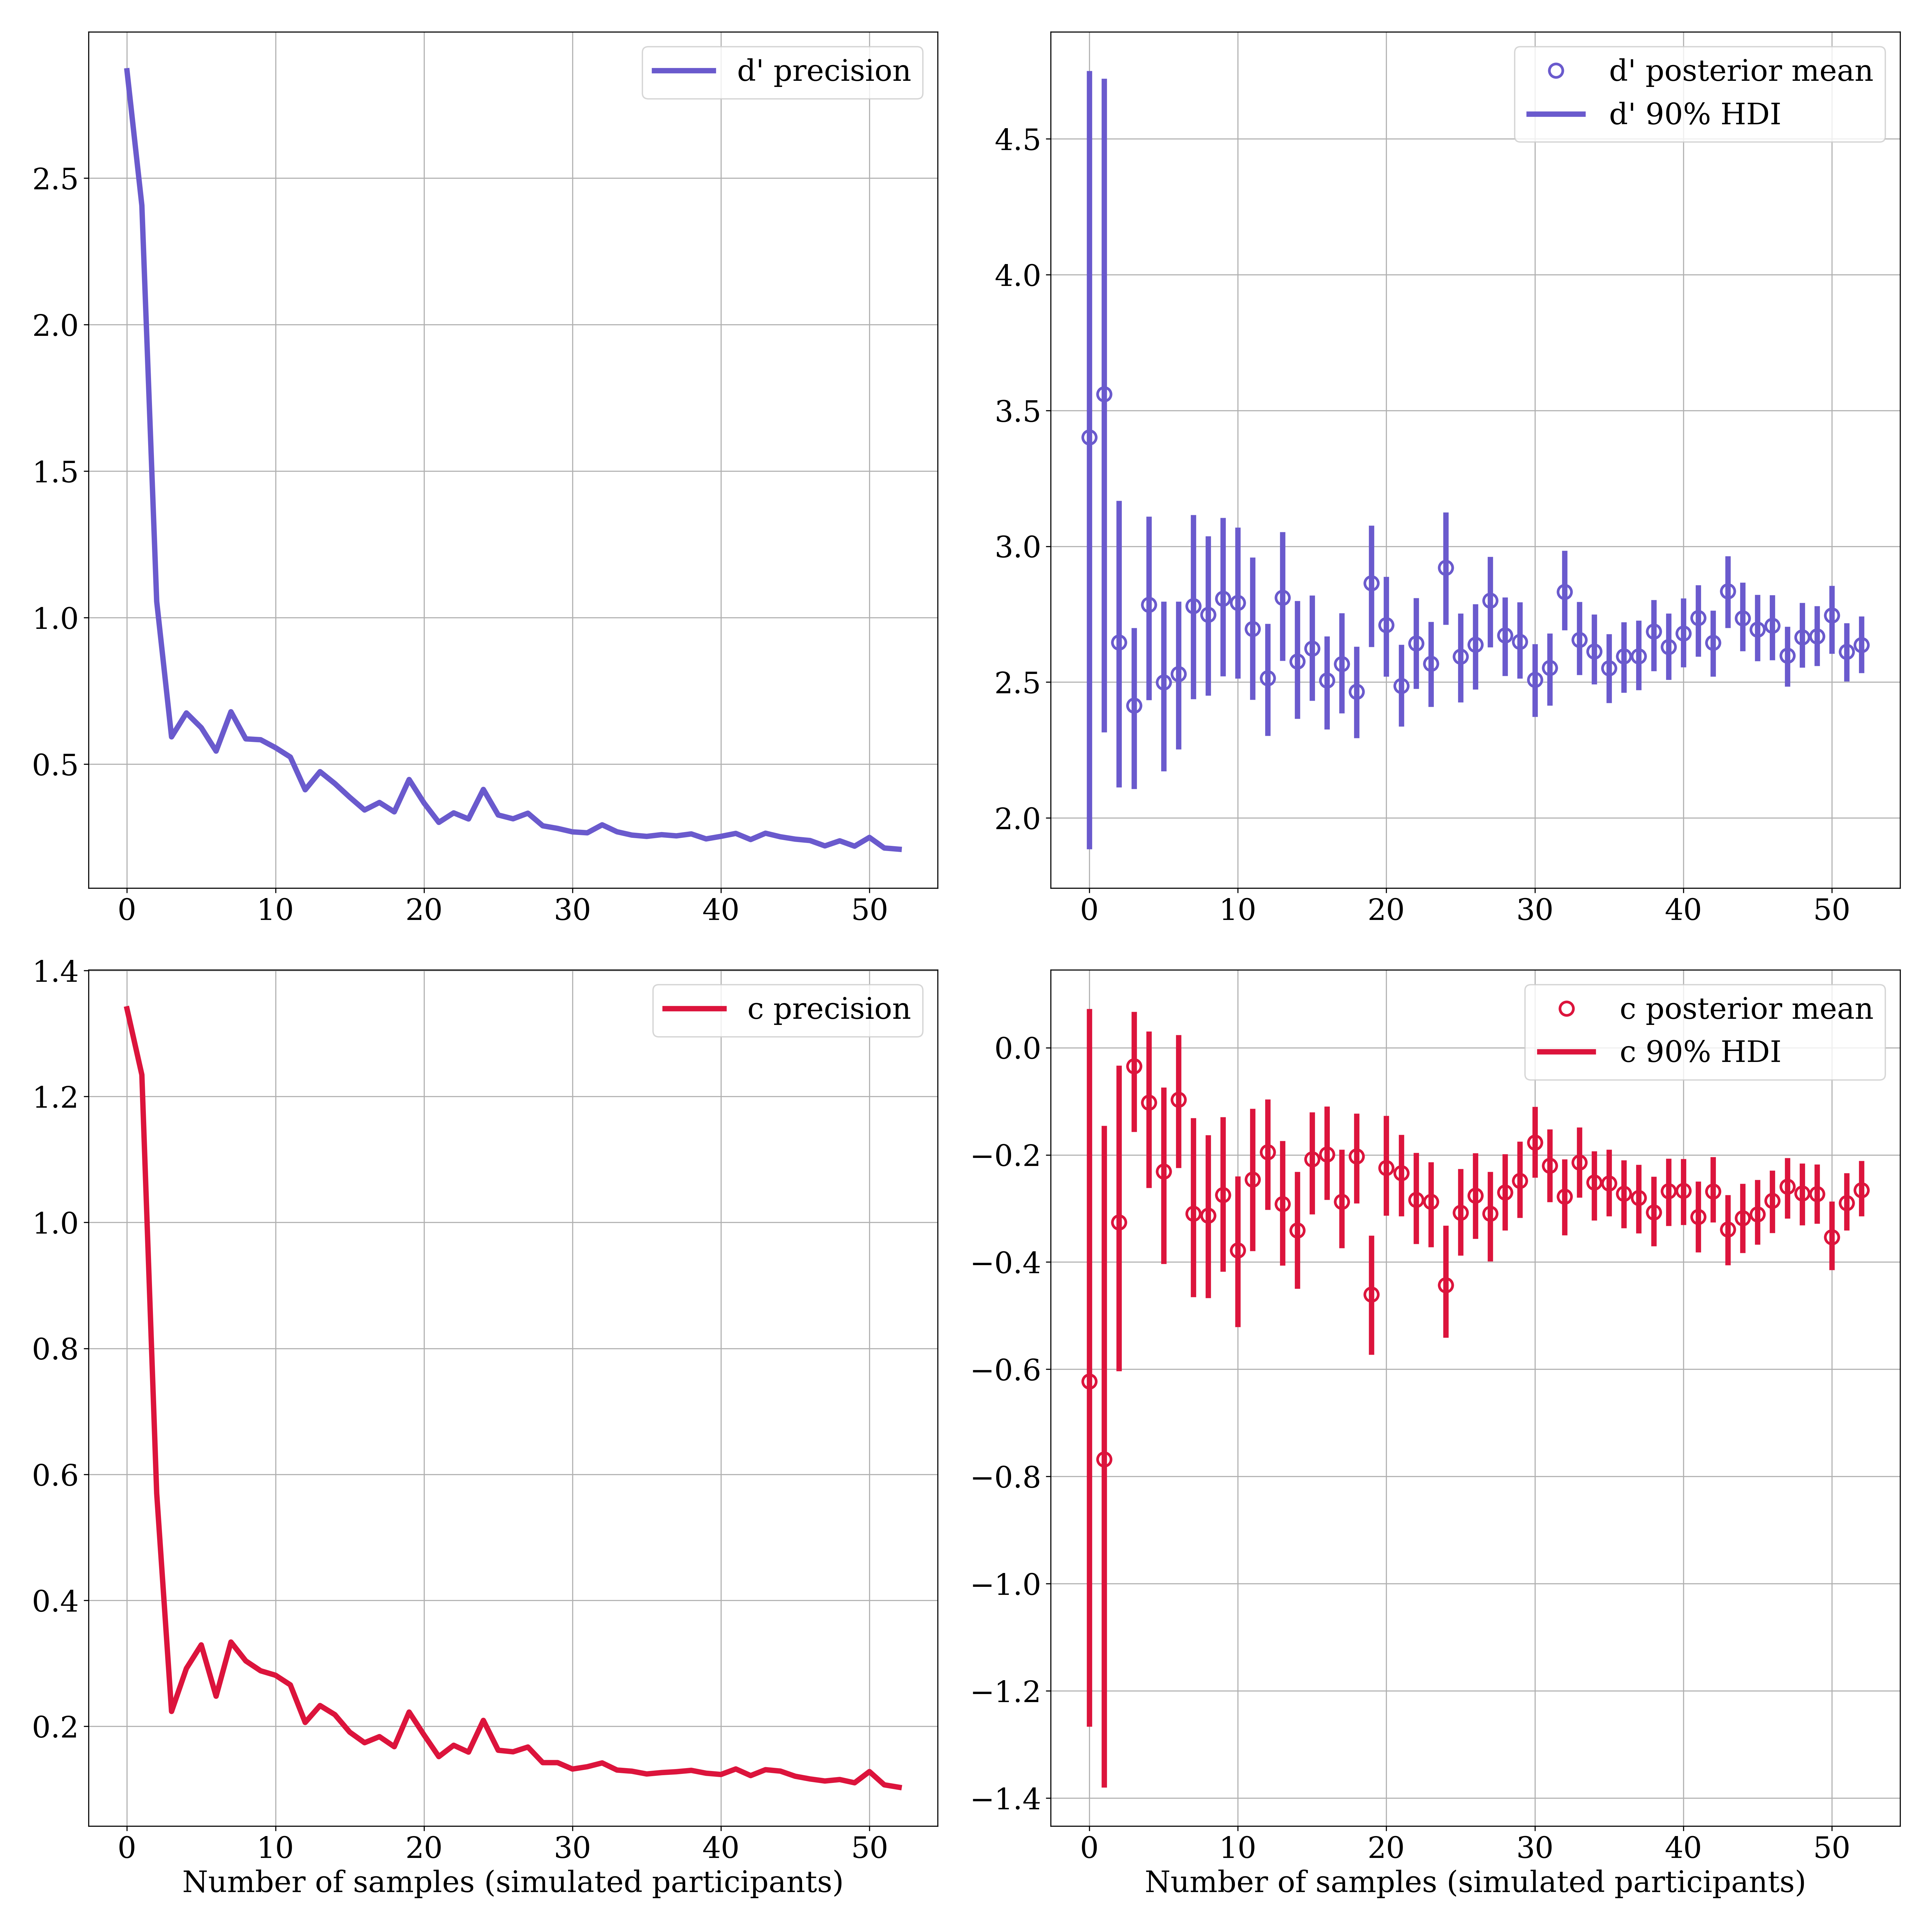 d' precision
2.5
2.0
1.5
1.0
0.5
0 10 20 30 40 50
d' posterior mean
d' 90% HDI
4.5
4.0
3.5
3.0
2.5
2.0
0 10 20 30 40 50
c precision
1.4
1.2
1.0
0.8
0.6
0.4
0.2
0 10 20 30 40 50
Number of samples (simulated participants)
c posterior mean
c 90% HDI
0.0
−0.2
−0.4
−0.6
−0.8
−1.0
−1.2
−1.4
0 10 20 30 40 50
Number of samples (simulated participants)